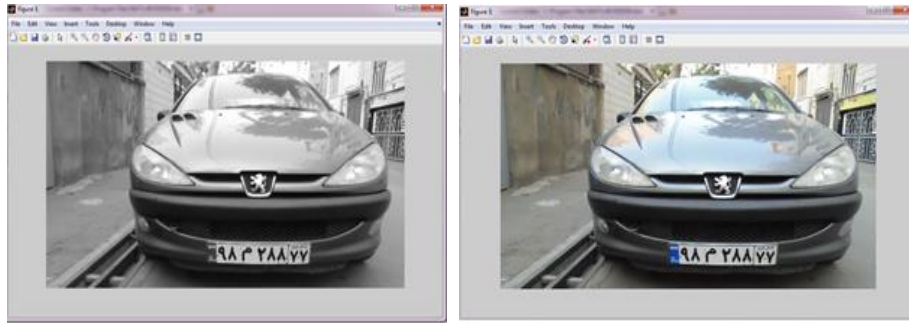 Figure 1
File Edit View Insert Tools Desktop Window Help
۹۸ م ۲۸۸ ۷۷
Figure 1
File Edit View Insert Tools Desktop Window Help
۹۸ م ۲۸۸ ۷۷